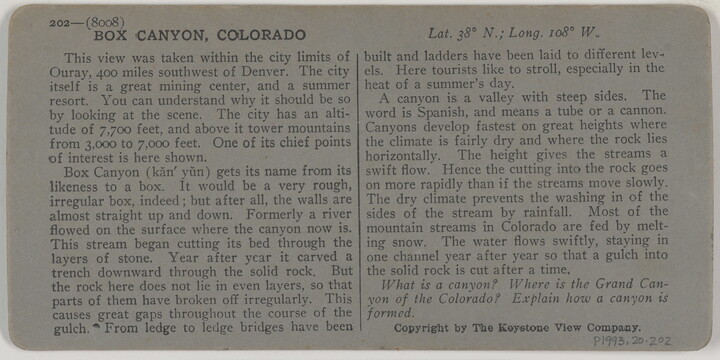 202—(8008)
BOX CANYON, COLORADO
Lat. 38° N.; Long. 108° W.
This view was taken within the city limits of
Ouray, 400 miles southwest of Denver. The city
itself is a great mining center, and a summer
resort. You can understand why it should be so
by looking at the scene. The city has an alti-
tude of 7,700 feet, and above it tower mountains
from 3,000 to 7,000 feet. One of its chief points
of interest is here shown.
Box Canyon (kăn′ yŭn) gets its name from its
likeness to a box. It would be a very rough,
irregular box, indeed; but after all, the walls are
almost straight up and down. Formerly a river
flowed on the surface where the canyon now is.
This stream began cutting its bed through the
layers of stone. Year after year it carved a
trench downward through the solid rock. But
the rock here does not lie in even layers, so that
parts of them have broken off irregularly. This
causes great gaps throughout the course of the
gulch. From ledge to ledge bridges have been
built and ladders have been laid to different lev-
els. Here tourists like to stroll, especially in the
heat of a summer's day.
A canyon is a valley with steep sides. The
word is Spanish, and means a tube or a cannon.
Canyons develop fastest on great heights where
the climate is fairly dry and where the rock lies
horizontally. The height gives the streams a
swift flow. Hence the cutting into the rock goes
on more rapidly than if the streams move slowly.
The dry climate prevents the washing in of the
sides of the stream by rainfall. Most of the
mountain streams in Colorado are fed by melt-
ing snow. The water flows swiftly, staying in
one channel year after year so that a gulch into
the solid rock is cut after a time.
What is a canyon? Where is the Grand Can-
yon of the Colorado? Explain how a canyon is
formed.
Copyright by The Keystone View Company.
P1993.20.202